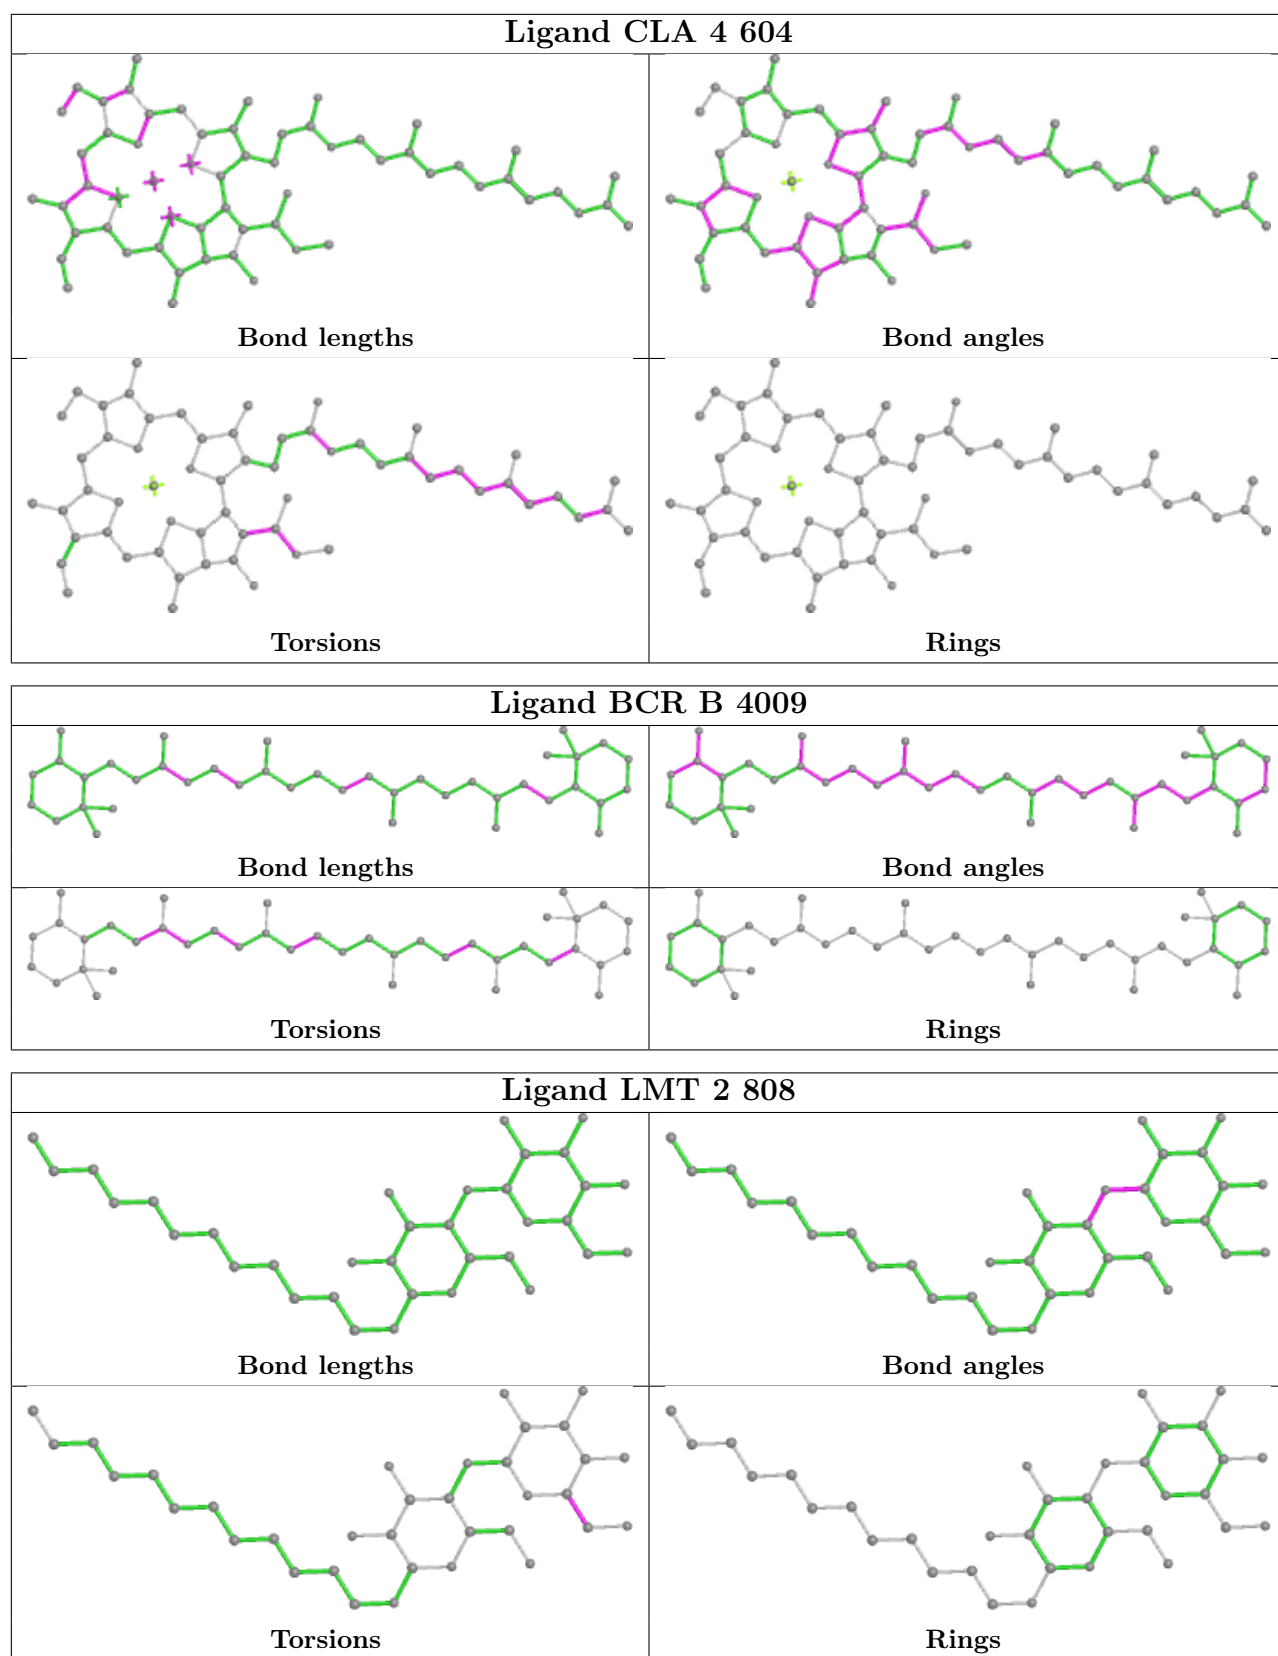 Ligand CLA 4 604
Bond lengths
Bond angles
Torsions
Rings
Ligand BCR B 4009
Bond lengths
Bond angles
Torsions
Rings
Ligand LMT 2 808
Bond lengths
Bond angles
Torsions
Rings